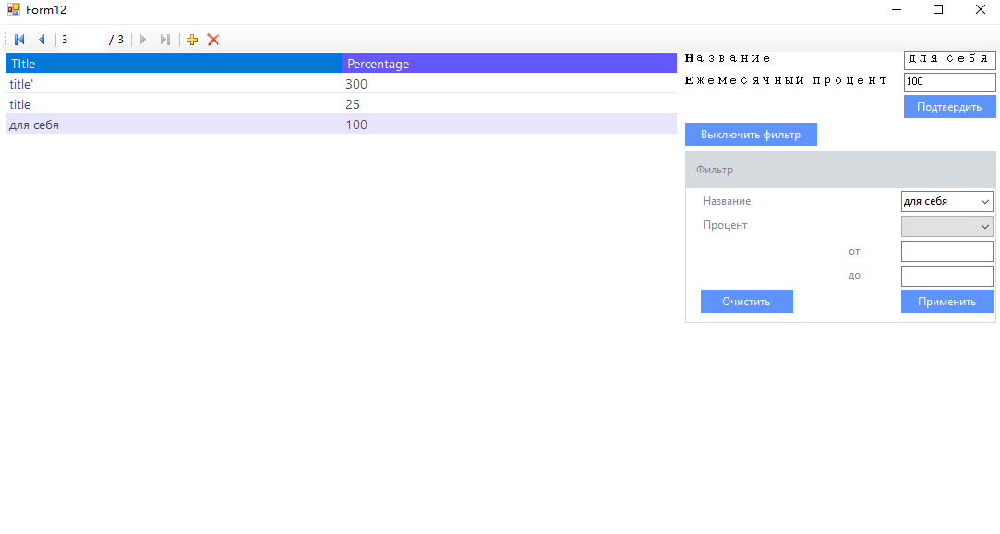 Form12
3 / 3
TItle Percentage
title' 300
title 25
для себя 100
Название для себя
Ежемесячный процент 100
Подтвердить
Выключить фильтр
Фильтр
Название для себя
Процент
от
до
Очистить Применить